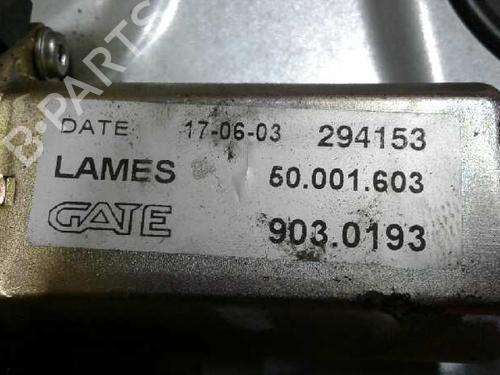 B-PARTS
DATE 17-06-03 294153
LAMES 50.001.603
GATE 903.0193